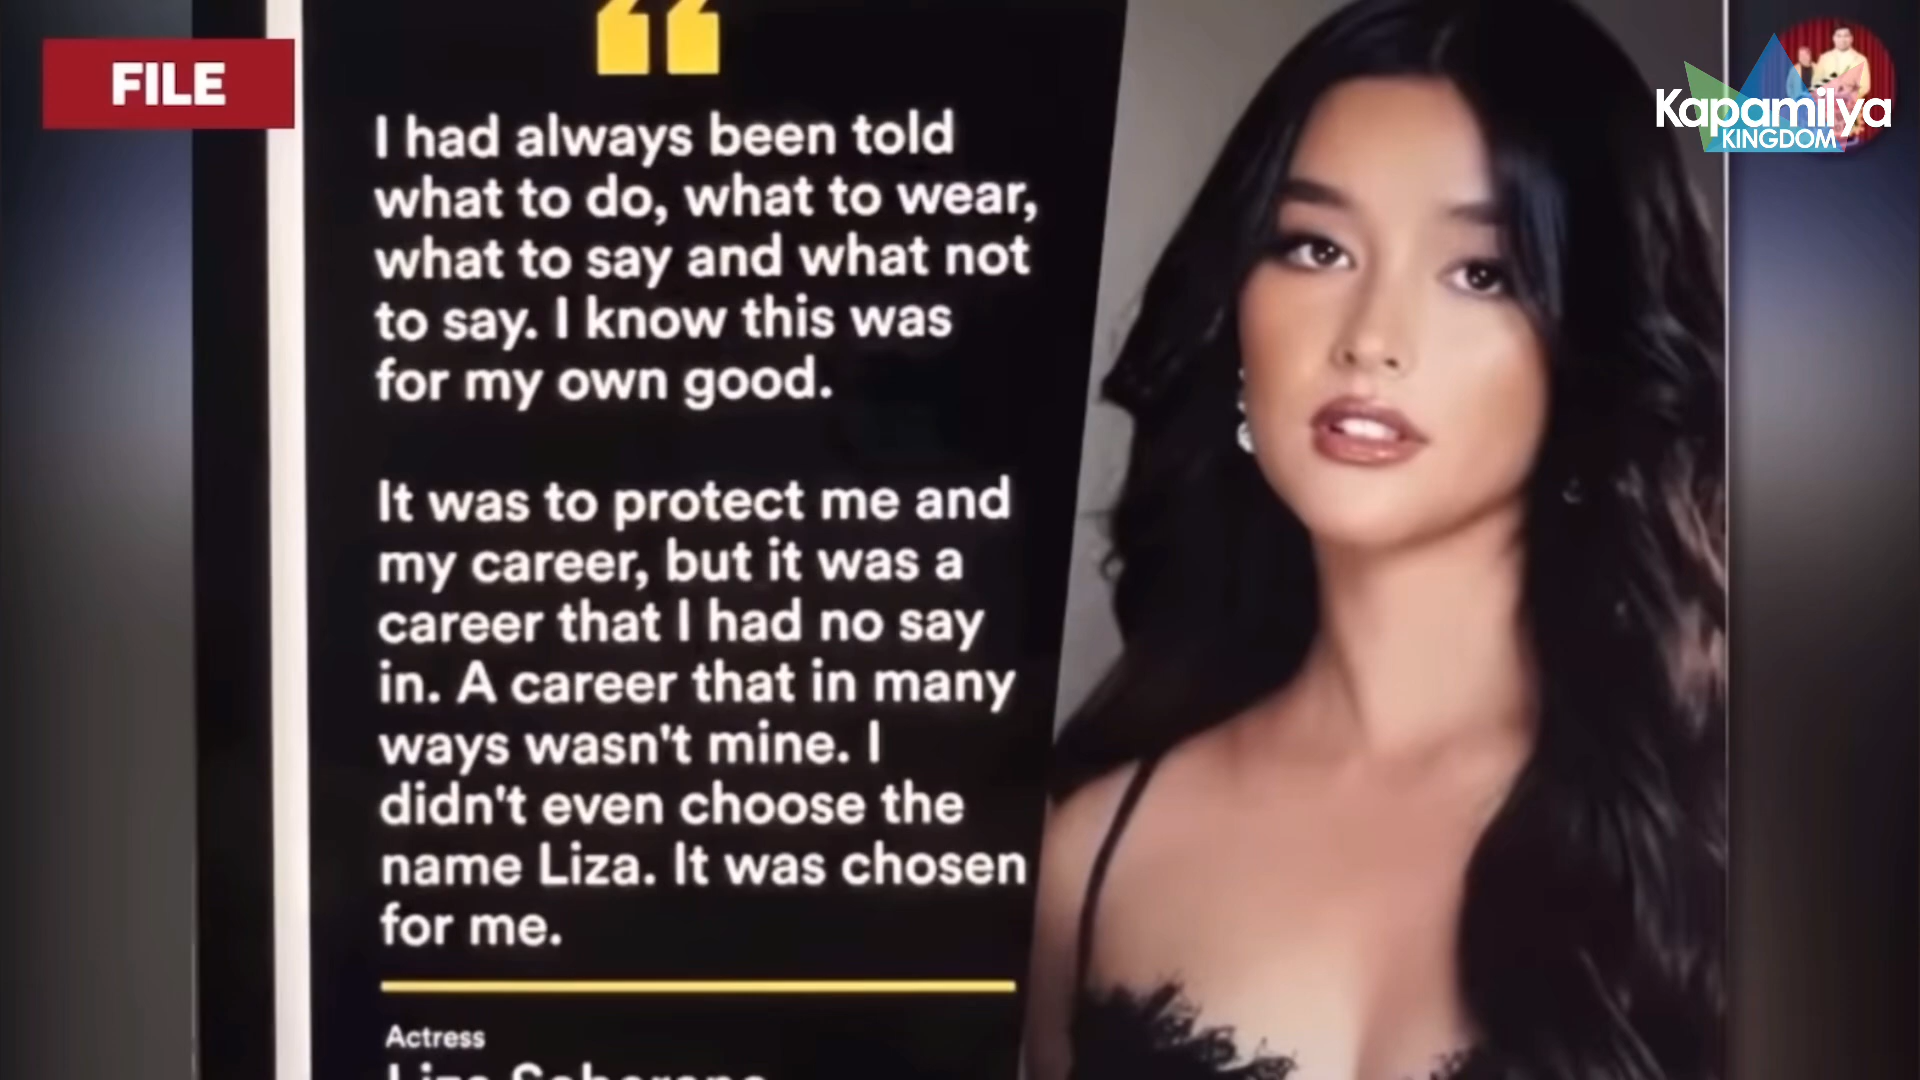 FILE
Kapamilya
KINGDOM
“
I had always been told
what to do, what to wear,
what to say and what not
to say. I know this was
for my own good.
It was to protect me and
my career, but it was a
career that I had no say
in. A career that in many
ways wasn't mine. I
didn't even choose the
name Liza. It was chosen
for me.
Actress
Liza Soberano